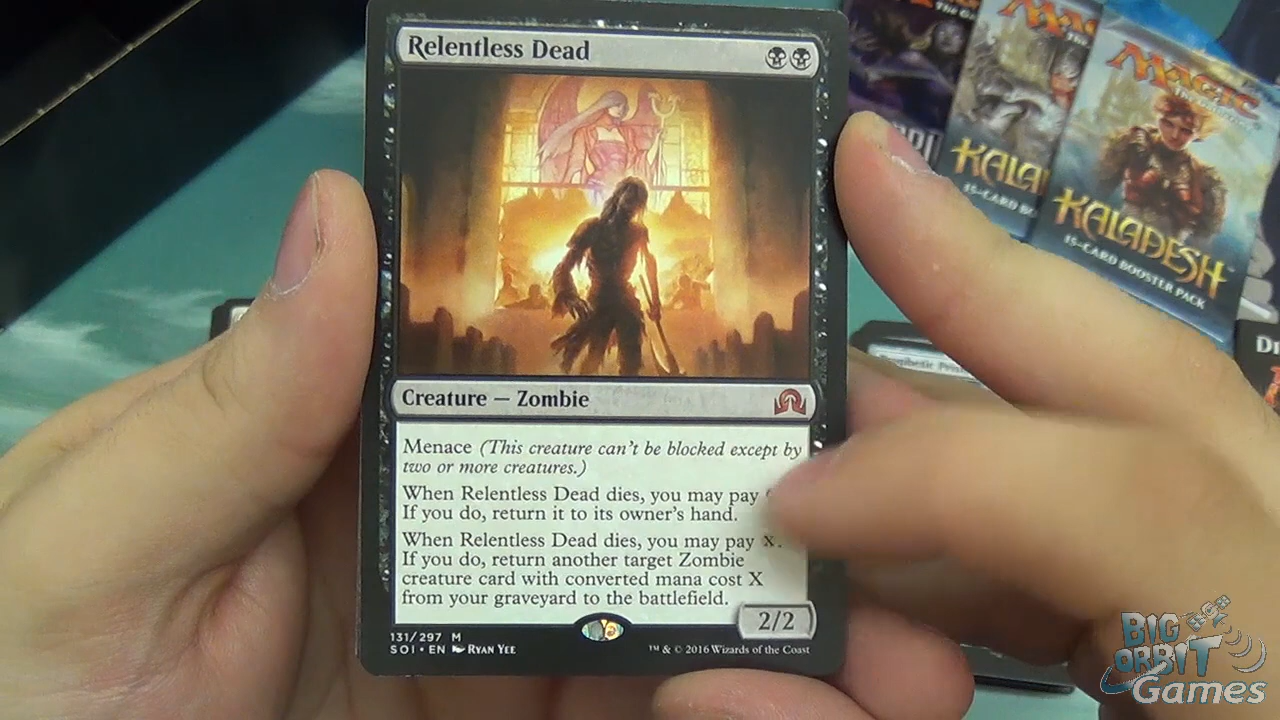 Relentless Dead
Creature — Zombie
Menace (This creature can't be blocked except by
two or more creatures.)
When Relentless Dead dies, you may pay
If you do, return it to its owner's hand.
When Relentless Dead dies, you may pay X.
If you do, return another target Zombie
creature card with converted mana cost X
from your graveyard to the battlefield.
2/2
131/297 M
SOI • EN Ryan Yee
™ & © 2016 Wizards of the Coast
Magic
KALADESH
15-CARD BOOSTER PACK
KALA
15-CARD BO
Prophetic Pris
BIG
ORBIT
Games